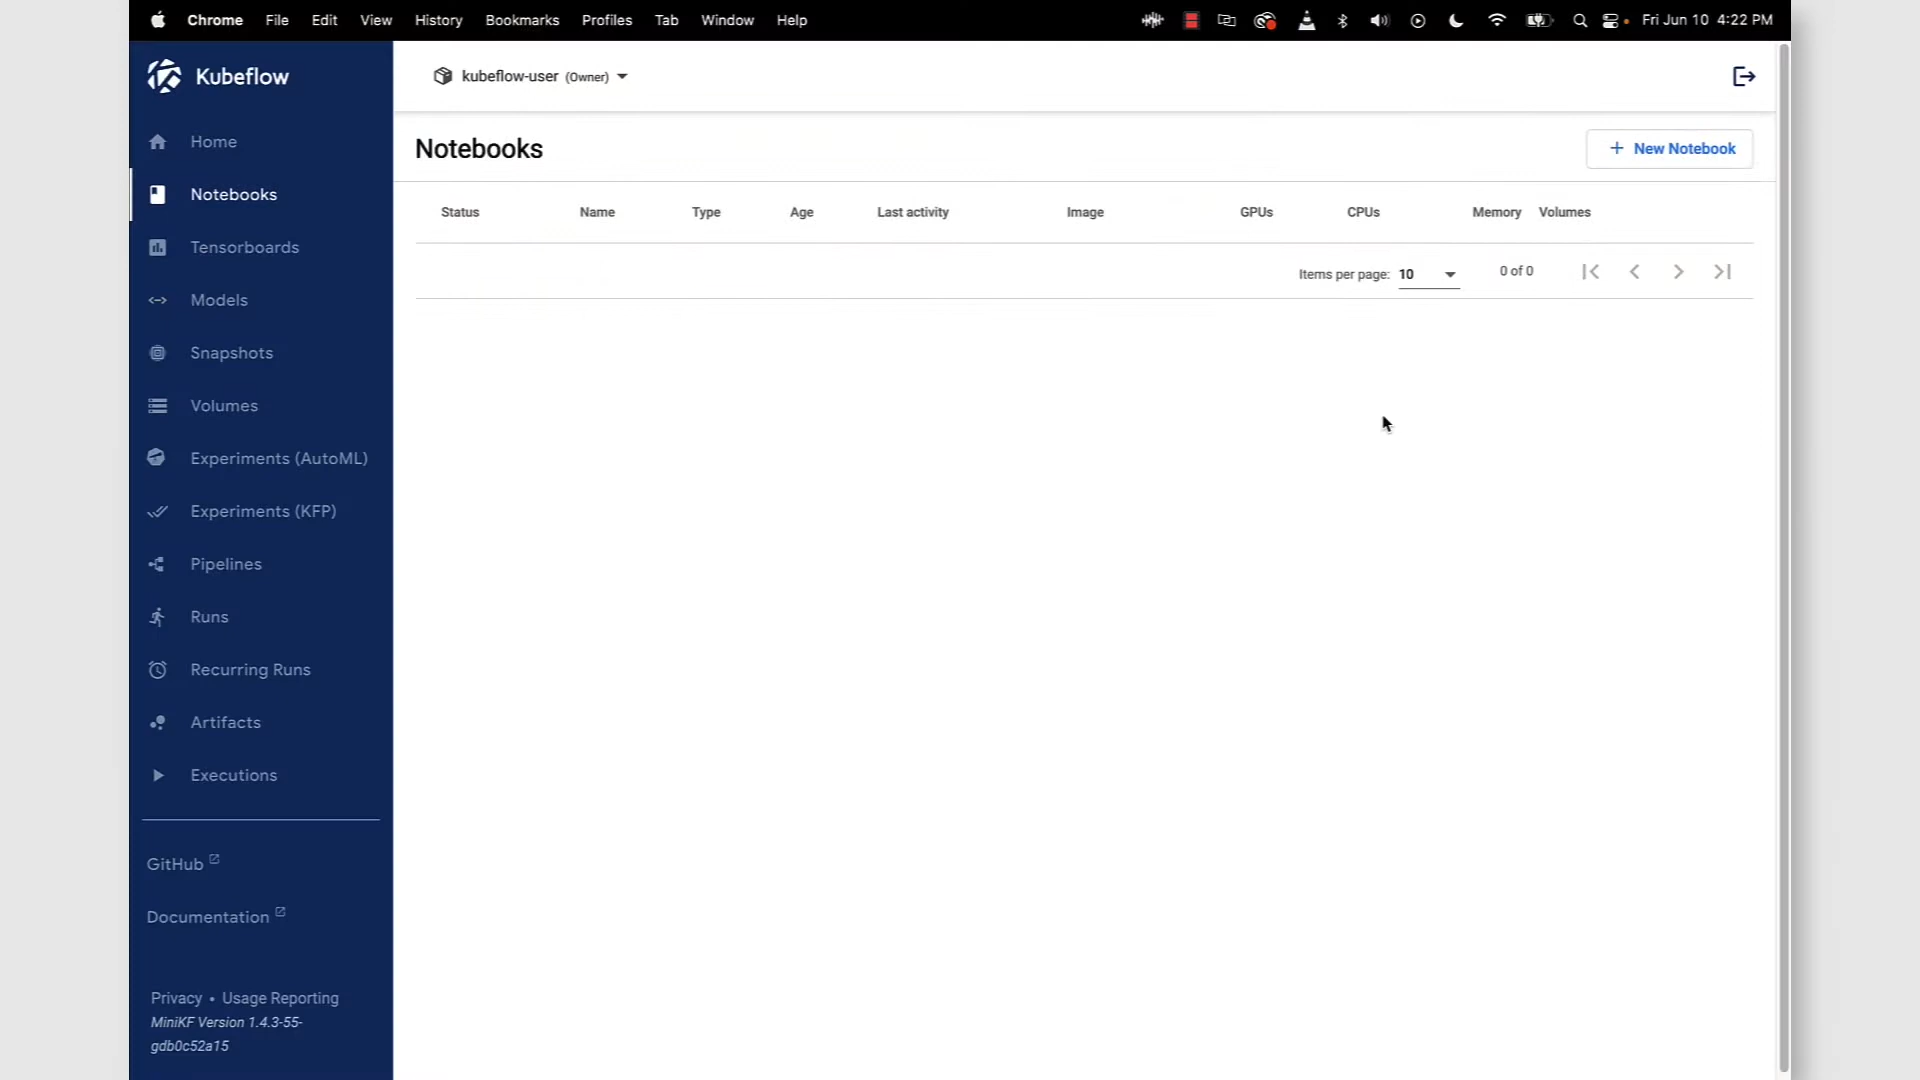 Chrome File Edit View History Bookmarks Profiles Tab Window Help Fri Jun 10 4:22 PM
Kubeflow
kubeflow-user (Owner)
Home
Notebooks
Tensorboards
Models
Snapshots
Volumes
Experiments (AutoML)
Experiments (KFP)
Pipelines
Runs
Recurring Runs
Artifacts
Executions
GitHub
Documentation
Privacy • Usage Reporting
MiniKF Version 1.4.3-55-
gdb0c52a15
Notebooks
+ New Notebook
Status Name Type Age Last activity Image GPUs CPUs Memory Volumes
Items per page: 10 0 of 0